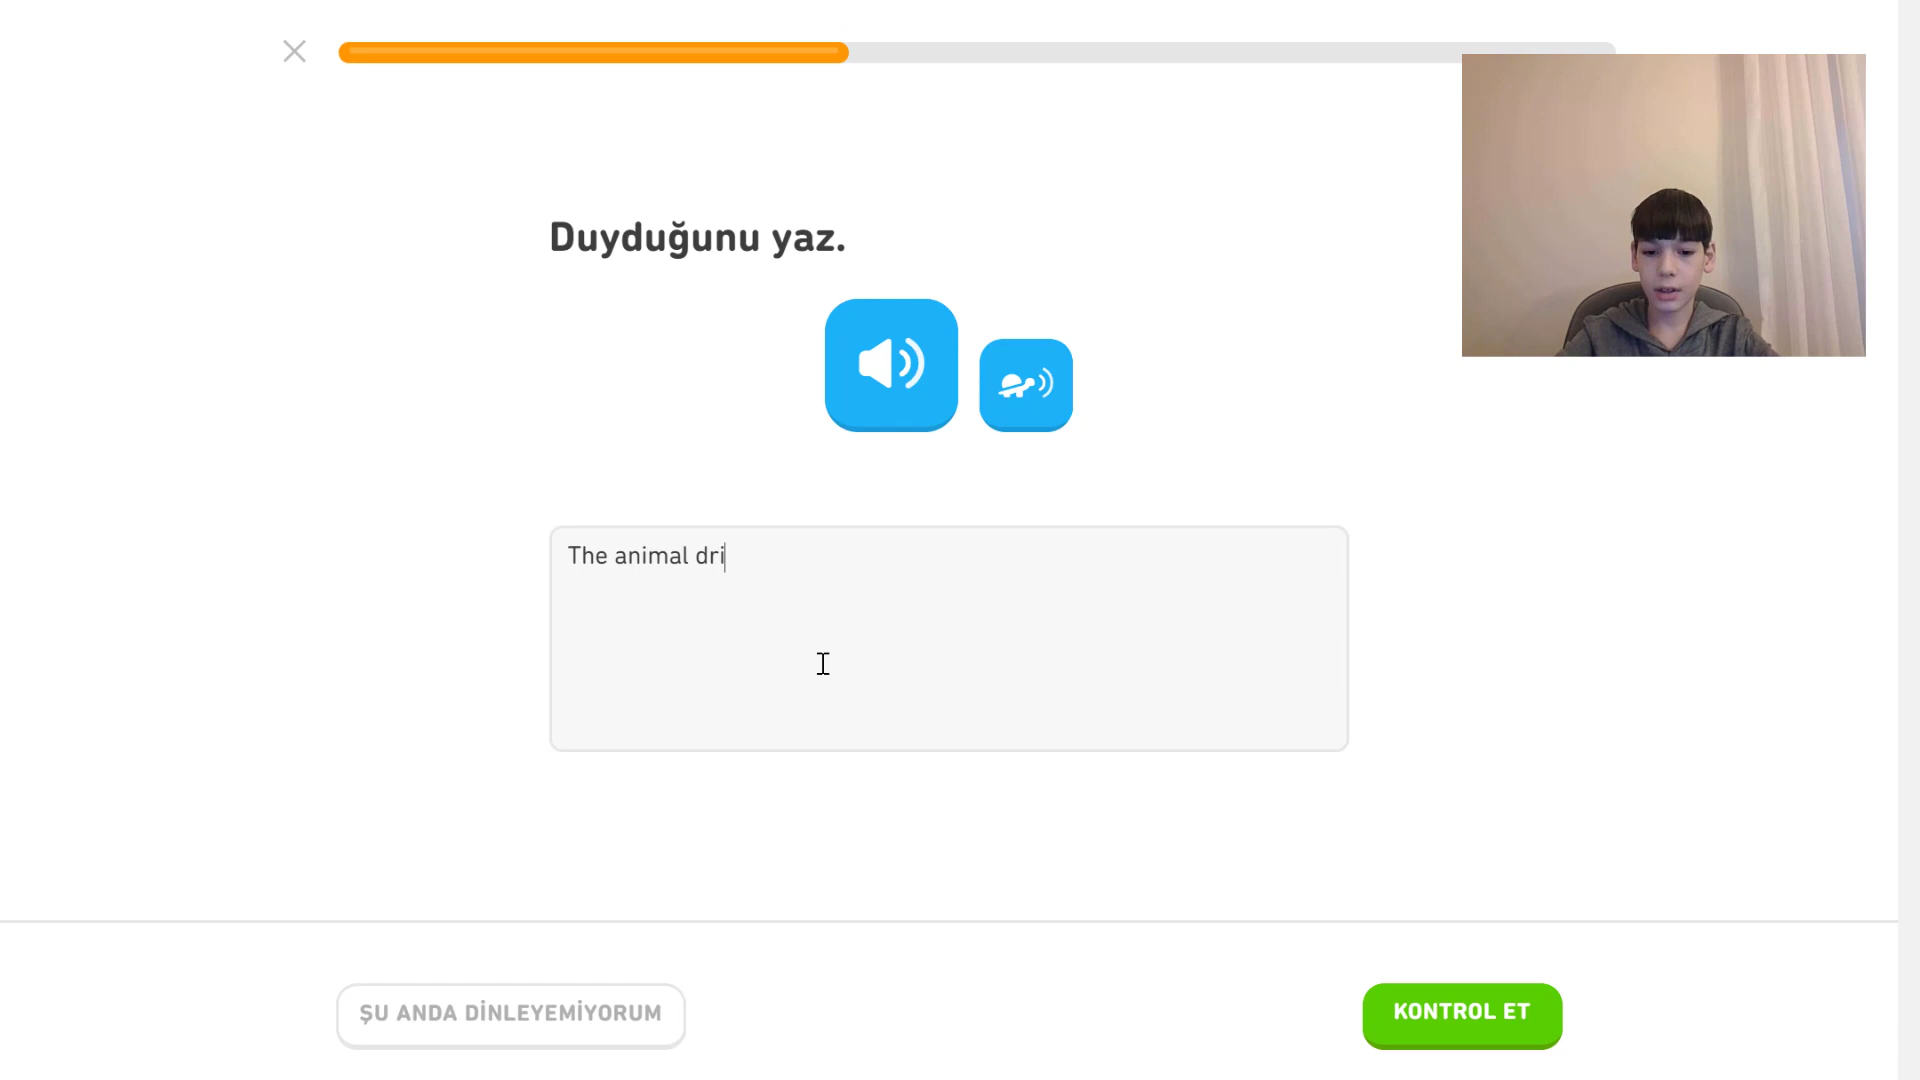 Duyduğunu yaz.
The animal dri
ŞU ANDA DİNLEYEMİYORUM
KONTROL ET